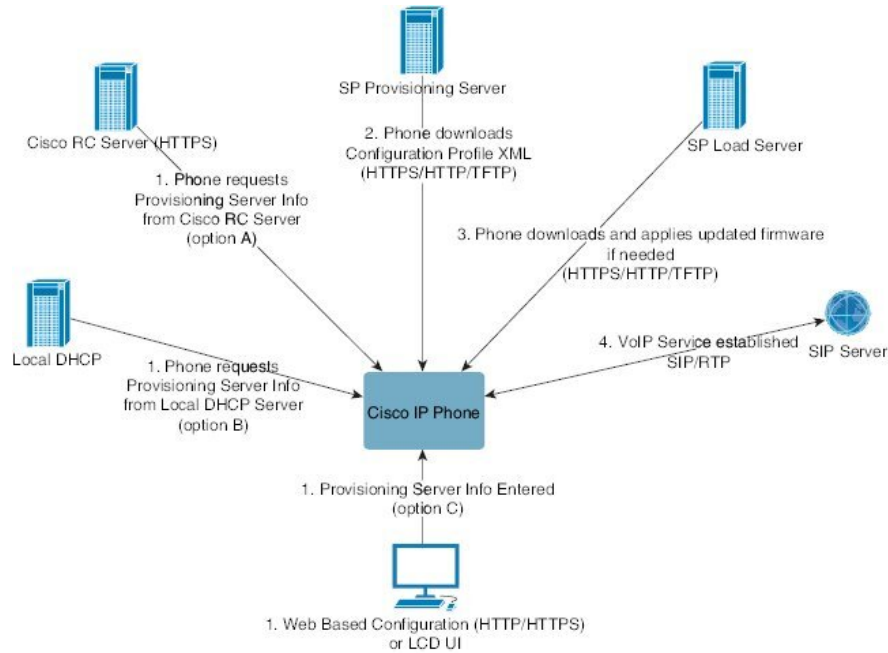 SP Provisioning Server
Cisco RC Server (HTTPS)
SP Load Server
2. Phone downloads
Configuration Profile XML
(HTTPS/HTTP/TFTP)
1. Phone requests
Provisioning Server Info
from Cisco RC Server
(option A)
3. Phone downloads and applies updated firmware
if needed
(HTTPS/HTTP/TFTP)
Local DHCP
1. Phone requests
Provisioning Server Info
from Local DHCP Server
(option B)
4. VoIP Service established
SIP/RTP
SIP Server
Cisco IP Phone
1. Provisioning Server Info Entered
(option C)
1. Web Based Configuration (HTTP/HTTPS)
or LCD UI